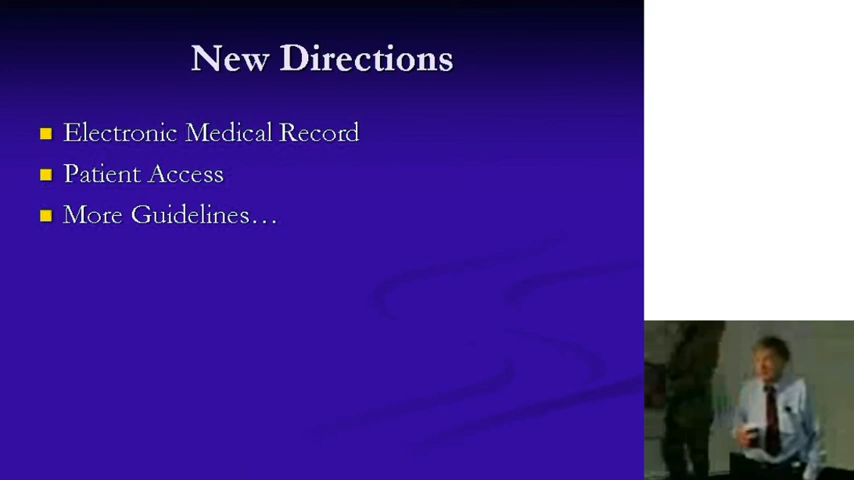 New Directions
Electronic Medical Record
Patient Access
More Guidelines…